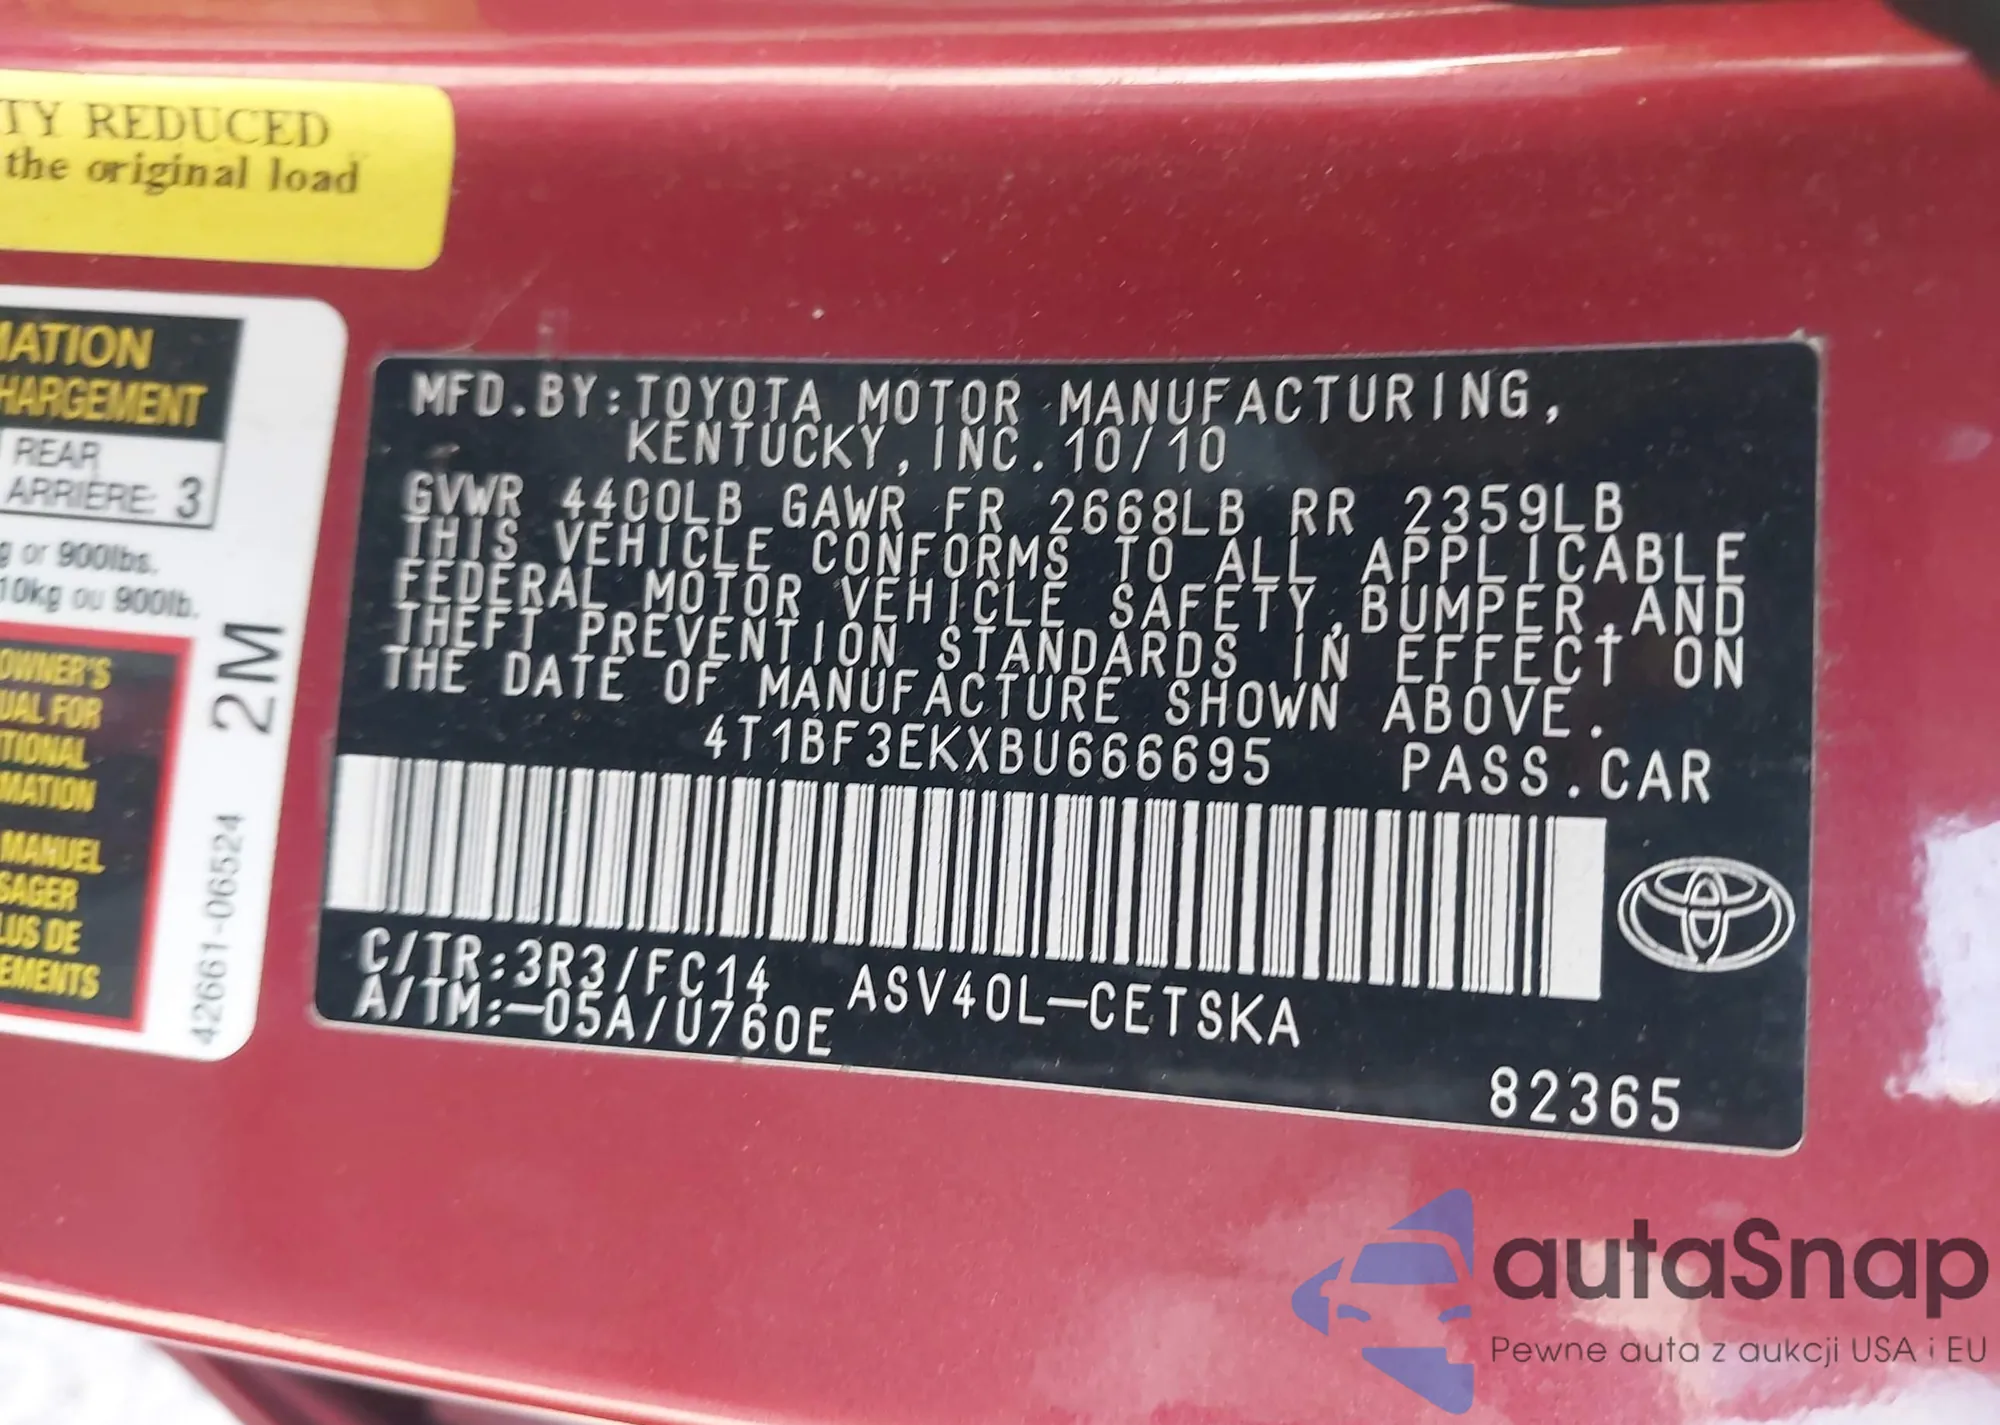 TY REDUCED
the original load
MATION
HARGEMENT
REAR
ARRIERE: 3
g or 900lbs.
10kg ou 900lb.
OWNER'S
UAL FOR
TIONAL
MATION
MANUEL
SAGER
LUS DE
EMENTS
2M
42661-06524
MFD.BY:TOYOTA MOTOR MANUFACTURING,
KENTUCKY,INC.10/10
GVWR 4400LB GAWR FR 2668LB RR 2359LB
THIS VEHICLE CONFORMS TO ALL APPLICABLE
FEDERAL MOTOR VEHICLE SAFETY,BUMPER,AND
THEFT PREVENTION STANDARDS IN EFFECT ON
THE DATE OF MANUFACTURE SHOWN ABOVE.
4T1BF3EKXBU666695 PASS.CAR
C/TR:3R3/FC14 ASV40L-CETSKA
A/TM:-05A/U760E
82365
autaSnap
Pewne auta z aukcji USA i EU